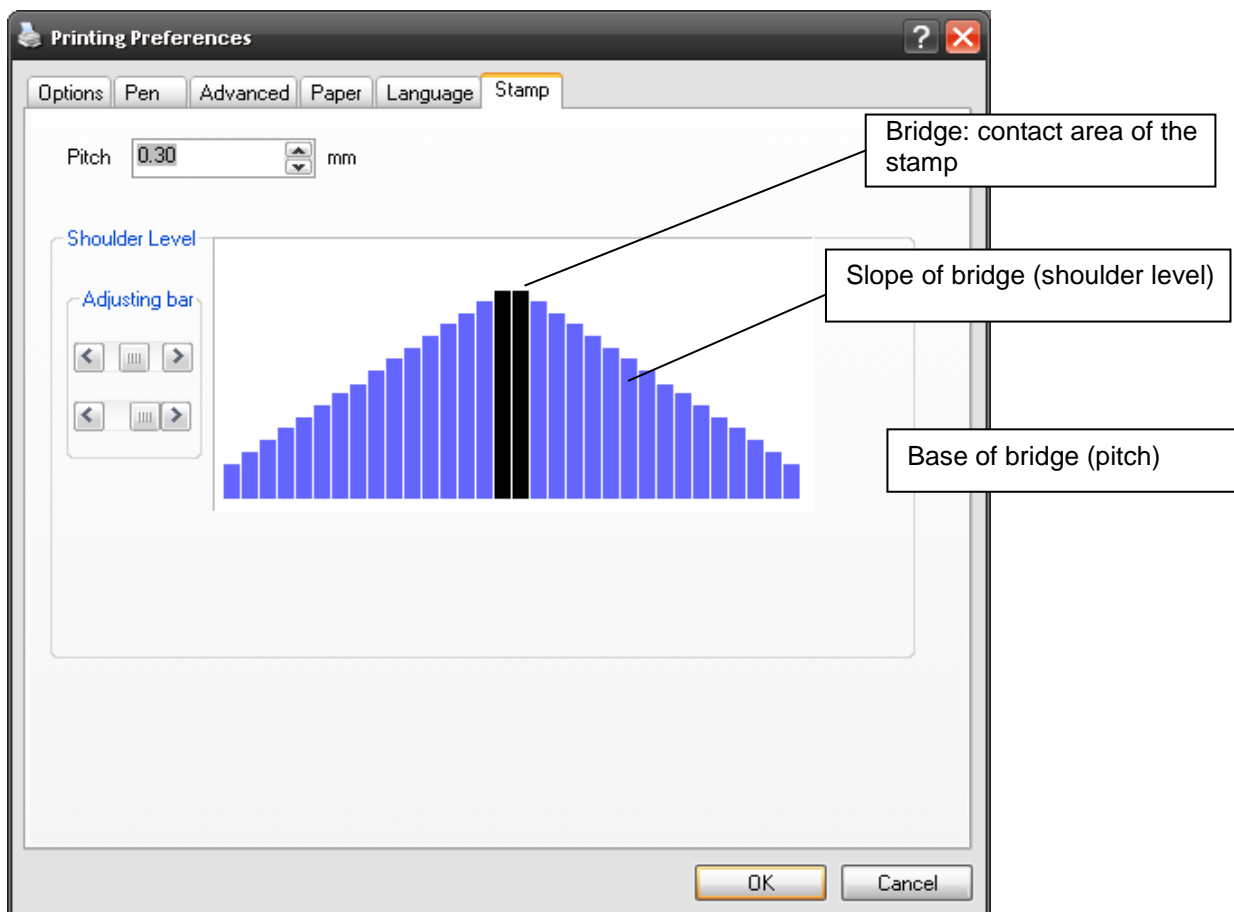 Printing Preferences
Options Pen Advanced Paper Language Stamp
Pitch 0.30 mm
Bridge: contact area of the
stamp
Shoulder Level
Slope of bridge (shoulder level)
Adjusting bar
Base of bridge (pitch)
OK Cancel